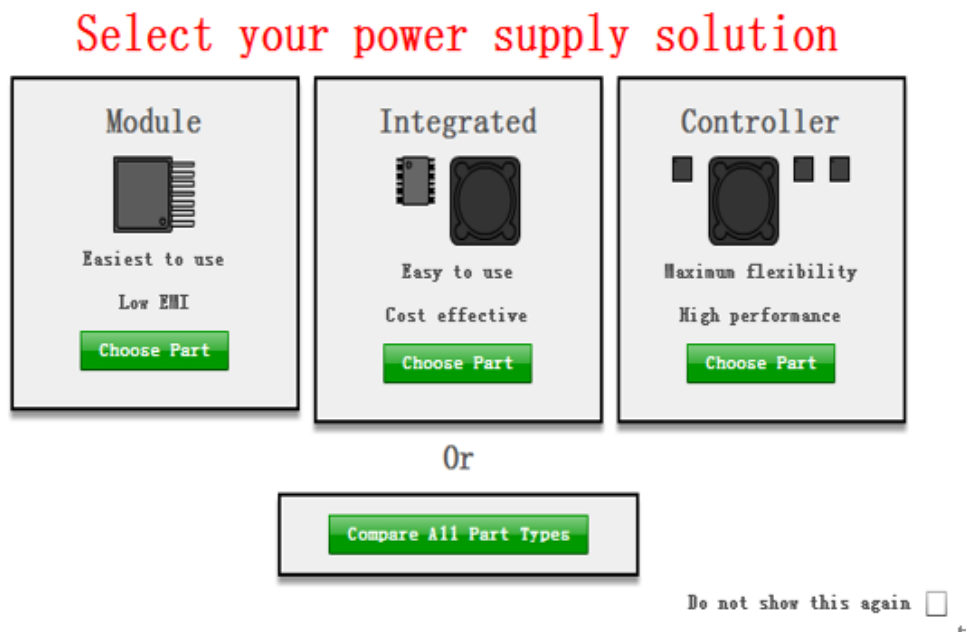 Select your power supply solution
Module
Easiest to use
Low EMI
Choose Part
Integrated
Easy to use
Cost effective
Choose Part
Controller
Maximum flexibility
High performance
Choose Part
Or
Compare All Part Types
Do not show this again